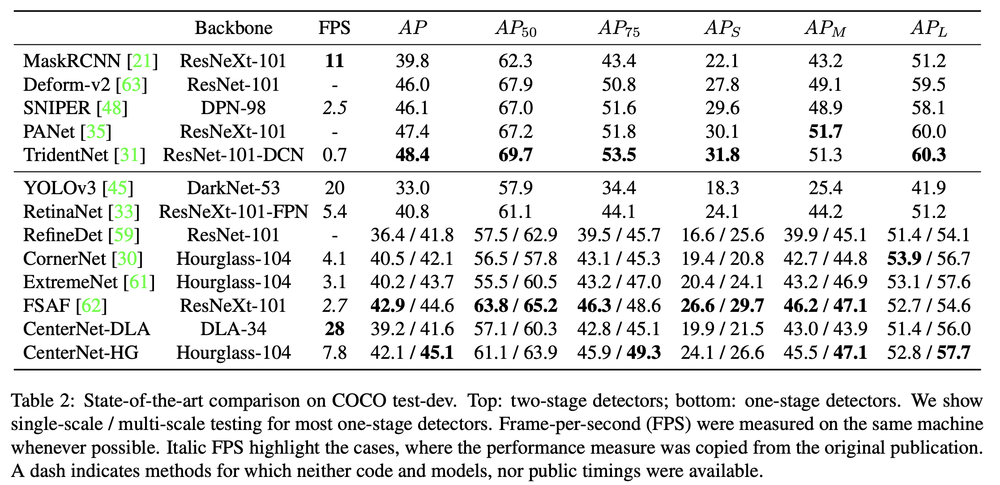 Backbone FPS AP AP50 AP75 APS APM APL
MaskRCNN [21] ResNeXt-101 11 39.8 62.3 43.4 22.1 43.2 51.2
Deform-v2 [63] ResNet-101 - 46.0 67.9 50.8 27.8 49.1 59.5
SNIPER [48] DPN-98 2.5 46.1 67.0 51.6 29.6 48.9 58.1
PANet [35] ResNeXt-101 - 47.4 67.2 51.8 30.1 51.7 60.0
TridentNet [31] ResNet-101-DCN 0.7 48.4 69.7 53.5 31.8 51.3 60.3
YOLOv3 [45] DarkNet-53 20 33.0 57.9 34.4 18.3 25.4 41.9
RetinaNet [33] ResNeXt-101-FPN 5.4 40.8 61.1 44.1 24.1 44.2 51.2
RefineDet [59] ResNet-101 - 36.4 / 41.8 57.5 / 62.9 39.5 / 45.7 16.6 / 25.6 39.9 / 45.1 51.4 / 54.1
CornerNet [30] Hourglass-104 4.1 40.5 / 42.1 56.5 / 57.8 43.1 / 45.3 19.4 / 20.8 42.7 / 44.8 53.9 / 56.7
ExtremeNet [61] Hourglass-104 3.1 40.2 / 43.7 55.5 / 60.5 43.2 / 47.0 20.4 / 24.1 43.2 / 46.9 53.1 / 57.6
FSAF [62] ResNeXt-101 2.7 42.9 / 44.6 63.8 / 65.2 46.3 / 48.6 26.6 / 29.7 46.2 / 47.1 52.7 / 54.6
CenterNet-DLA DLA-34 28 39.2 / 41.6 57.1 / 60.3 42.8 / 45.1 19.9 / 21.5 43.0 / 43.9 51.4 / 56.0
CenterNet-HG Hourglass-104 7.8 42.1 / 45.1 61.1 / 63.9 45.9 / 49.3 24.1 / 26.6 45.5 / 47.1 52.8 / 57.7
Table 2: State-of-the-art comparison on COCO test-dev. Top: two-stage detectors; bottom: one-stage detectors. We show
single-scale / multi-scale testing for most one-stage detectors. Frame-per-second (FPS) were measured on the same machine
whenever possible. Italic FPS highlight the cases, where the performance measure was copied from the original publication.
A dash indicates methods for which neither code and models, nor public timings were available.